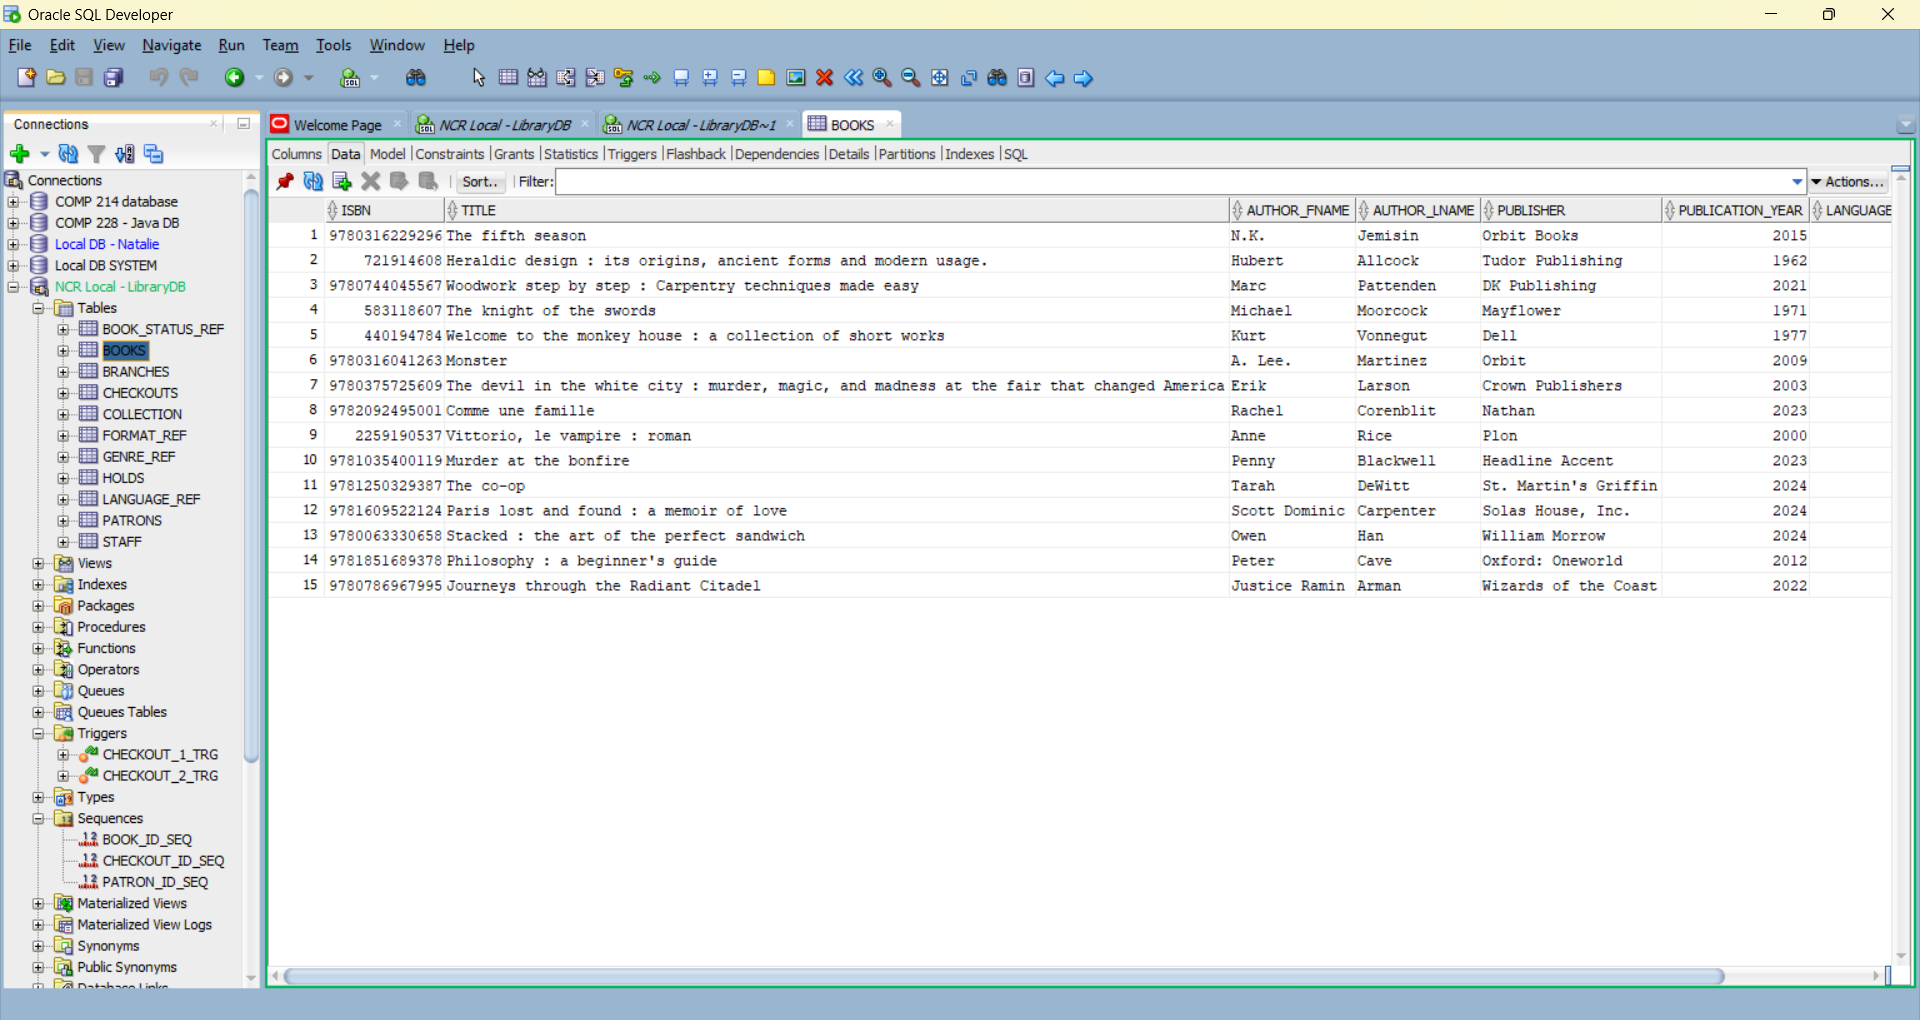 Oracle SQL Developer
File Edit View Navigate Run Team Tools Window Help
Connections
Connections
COMP 214 database
COMP 228 - Java DB
Local DB - Natalie
Local DB SYSTEM
NCR Local - LibraryDB
Tables
BOOK_STATUS_REF
BOOKS
BRANCHES
CHECKOUTS
COLLECTION
FORMAT_REF
GENRE_REF
HOLDS
LANGUAGE_REF
PATRONS
STAFF
Views
Indexes
Packages
Procedures
Functions
Operators
Queues
Queues Tables
Triggers
CHECKOUT_1_TRG
CHECKOUT_2_TRG
Types
Sequences
BOOK_ID_SEQ
CHECKOUT_ID_SEQ
PATRON_ID_SEQ
Materialized Views
Materialized View Logs
Synonyms
Public Synonyms
Database Links
Welcome Page NCR Local - LibraryDB NCR Local - LibraryDB~1 BOOKS
Columns Data Model Constraints Grants Statistics Triggers Flashback Dependencies Details Partitions Indexes SQL
Sort.. Filter: Actions...
ISBN TITLE AUTHOR_FNAME AUTHOR_LNAME PUBLISHER PUBLICATION_YEAR LANGUAGE
1 9780316229296 The fifth season N.K. Jemisin Orbit Books 2015
2 721914608 Heraldic design : its origins, ancient forms and modern usage. Hubert Allcock Tudor Publishing 1962
3 9780744045567 Woodwork step by step : Carpentry techniques made easy Marc Pattenden DK Publishing 2021
4 583118607 The knight of the swords Michael Moorcock Mayflower 1971
5 440194784 Welcome to the monkey house : a collection of short works Kurt Vonnegut Dell 1977
6 9780316041263 Monster A. Lee. Martinez Orbit 2009
7 9780375725609 The devil in the white city : murder, magic, and madness at the fair that changed America Erik Larson Crown Publishers 2003
8 9782092495001 Comme une famille Rachel Corenblit Nathan 2023
9 2259190537 Vittorio, le vampire : roman Anne Rice Plon 2000
10 9781035400119 Murder at the bonfire Penny Blackwell Headline Accent 2023
11 9781250329387 The co-op Tarah DeWitt St. Martin's Griffin 2024
12 9781609522124 Paris lost and found : a memoir of love Scott Dominic Carpenter Solas House, Inc. 2024
13 9780063330658 Stacked : the art of the perfect sandwich Owen Han William Morrow 2024
14 9781851689378 Philosophy : a beginner's guide Peter Cave Oxford: Oneworld 2012
15 9780786967995 Journeys through the Radiant Citadel Justice Ramin Arman Wizards of the Coast 2022